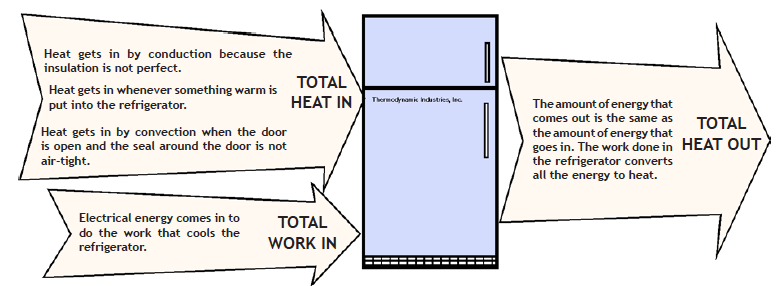 Heat gets in by conduction because the
insulation is not perfect.
Heat gets in whenever something warm is
put into the refrigerator.
Heat gets in by convection when the door
is open and the seal around the door is not
air-tight.
TOTAL
HEAT IN
Electrical energy comes in to
do the work that cools the
refrigerator.
TOTAL
WORK IN
Thermodynamic Industries, Inc.
The amount of energy that
comes out is the same as
the amount of energy that
goes in. The work done in
the refrigerator converts
all the energy to heat.
TOTAL
HEAT OUT